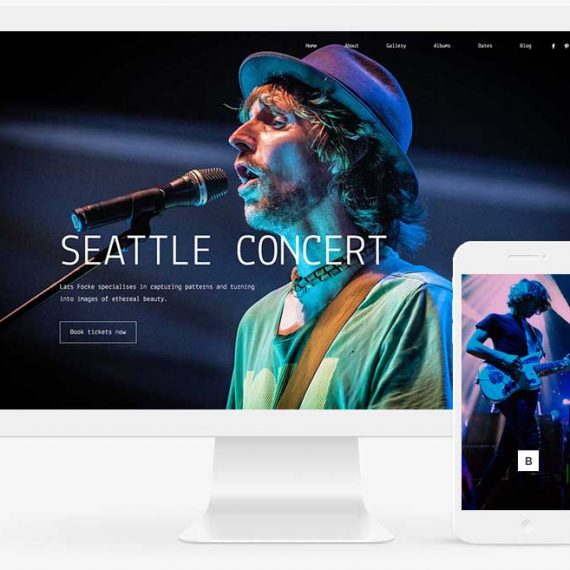 Home About Gallery Albums Dates Blog
SEATTLE CONCERT
Lars Focke specialises in capturing patterns and turning
into images of ethereal beauty.
Book tickets now
B